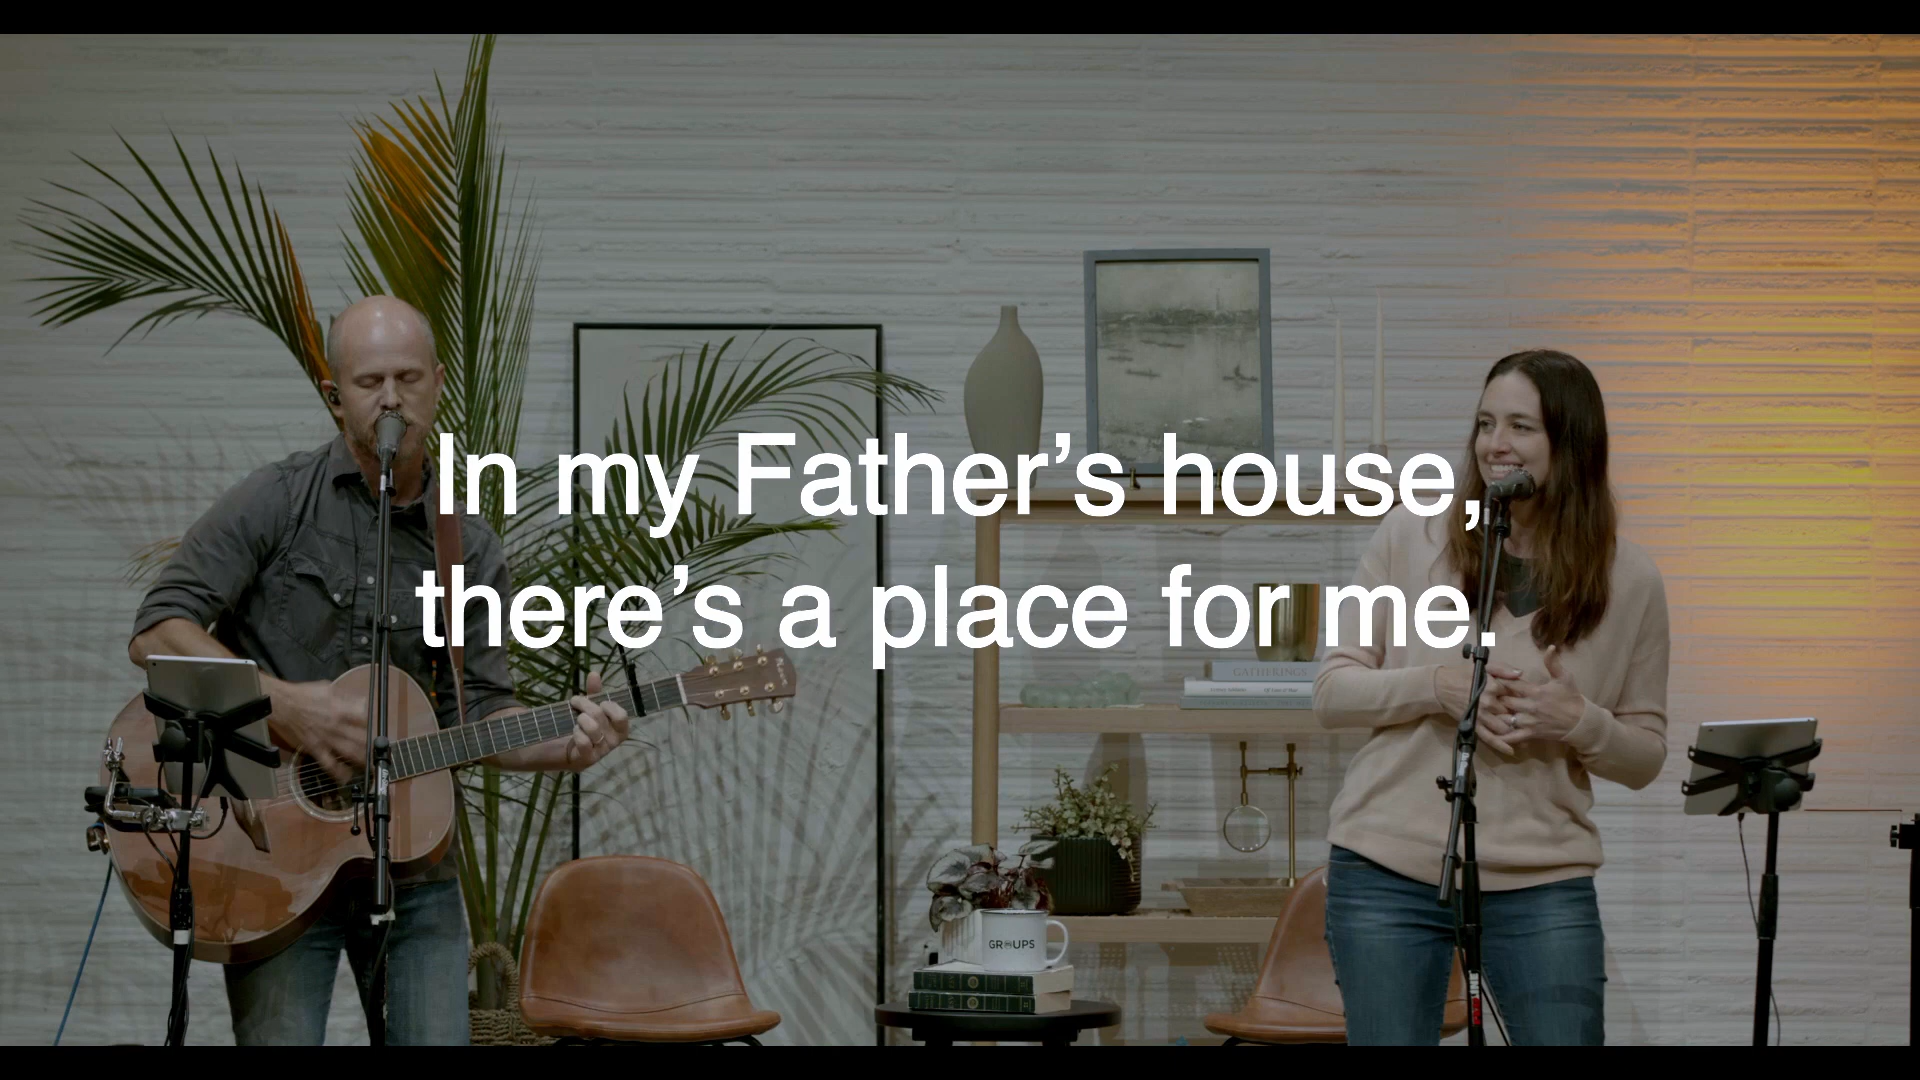 In my Father’s house,
there’s a place for me.
GATHERINGS
GROUPS